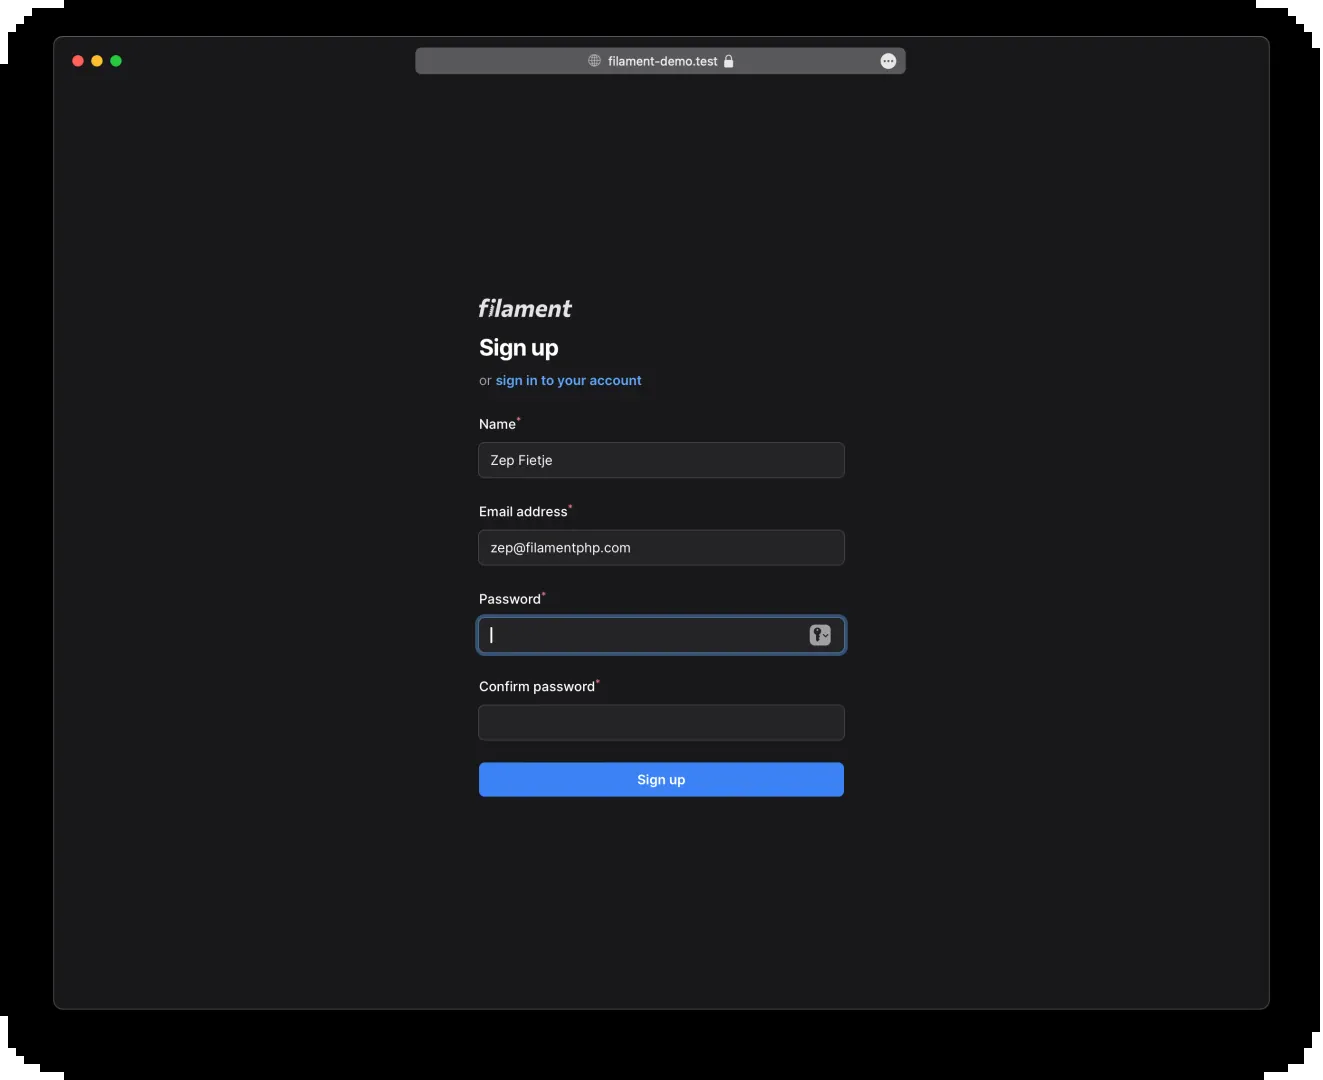 filament-demo.test
filament
Sign up
or sign in to your account
Name*
Zep Fietje
Email address*
zep@filamentphp.com
Password*
Confirm password*
Sign up